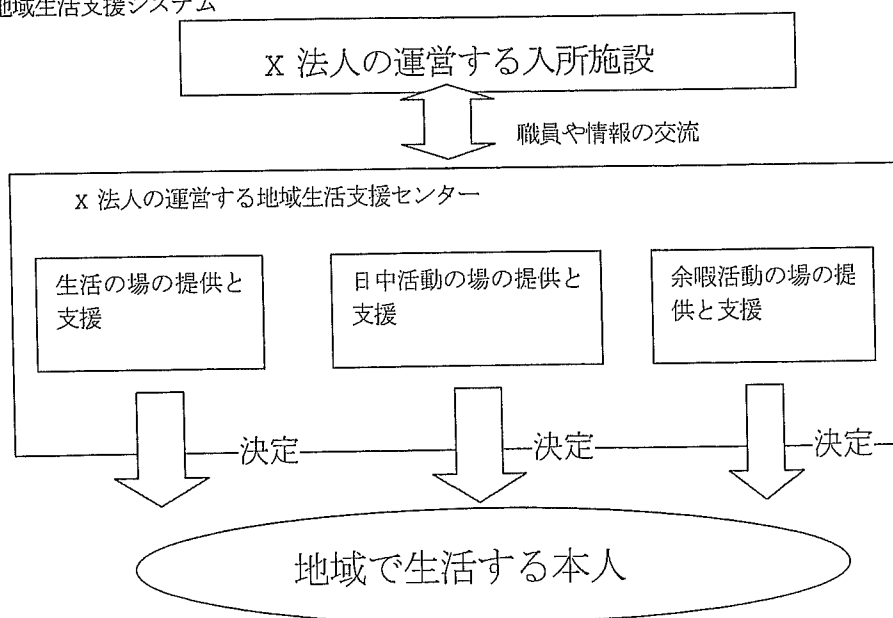 地域生活支援システム
X 法人の運営する入所施設
職員や情報の交流
X 法人の運営する地域生活支援センター
生活の場の提供と
支援
日中活動の場の提供と
支援
余暇活動の場の提
供と支援
決定
決定
決定
地域で生活する本人